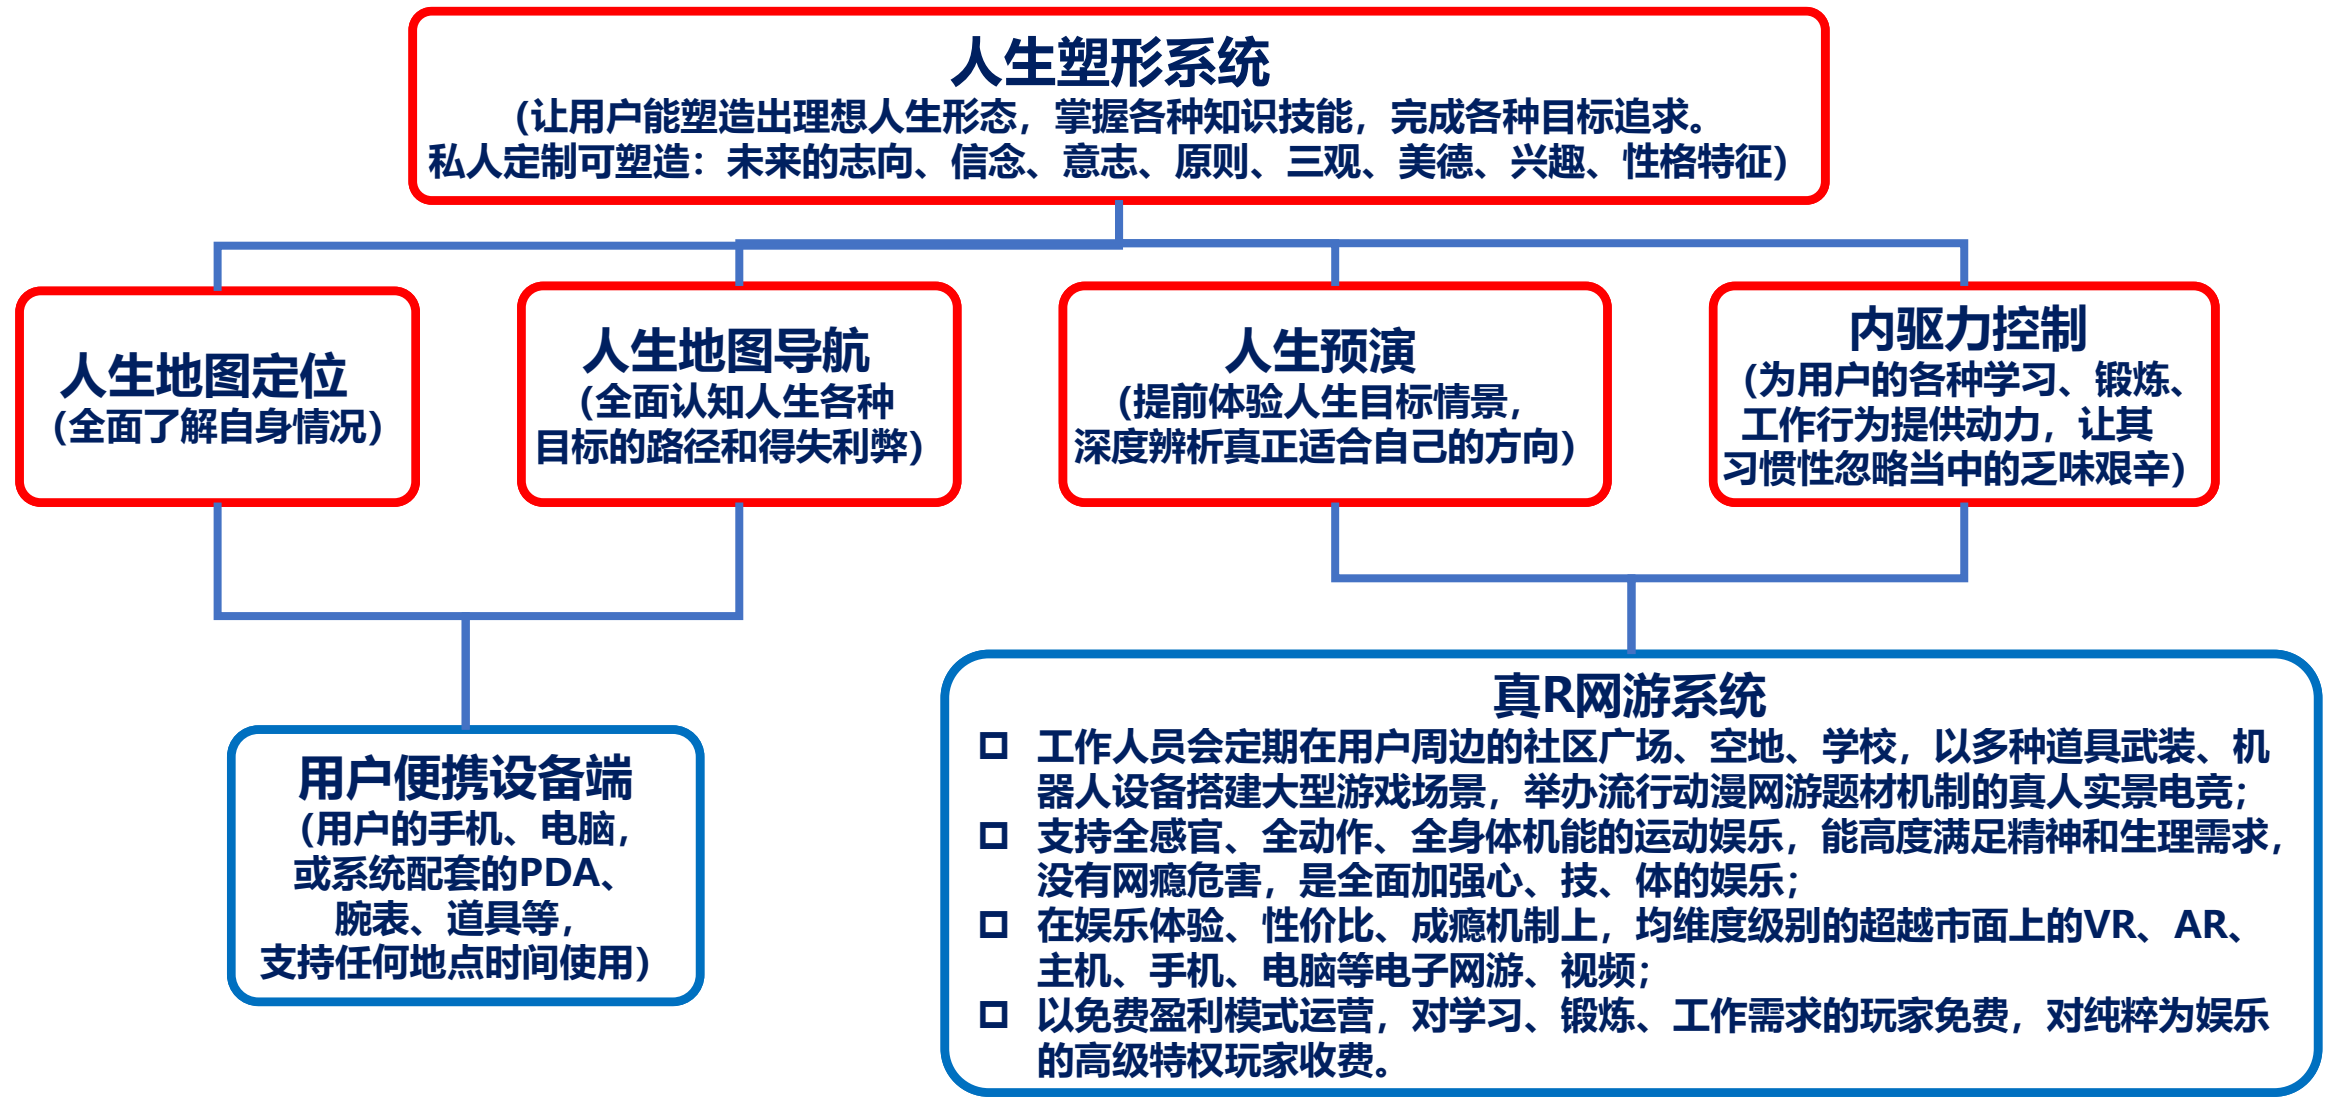 人生塑形系统
（让用户能塑造出理想人生形态，掌握各种知识技能，完成各种目标追求。
私人定制可塑造：未来的志向、信念、意志、原则、三观、美德、兴趣、性格特征）
人生地图定位
（全面了解自身情况）
人生地图导航
（全面认知人生各种
目标的路径和得失利弊）
人生预演
（提前体验人生目标情景，
深度辨析真正适合自己的方向）
内驱力控制
（为用户的各种学习、锻炼、
工作行为提供动力，让其
习惯性忽略当中的乏味艰辛）
用户便携设备端
（用户的手机、电脑，
或系统配套的PDA、
腕表、道具等，
支持任何地点时间使用）
真R网游系统
工作人员会定期在用户周边的社区广场、空地、学校，以多种道具武装、机
器人设备搭建大型游戏场景，举办流行动漫网游题材机制的真人实景电竞；
支持全感官、全动作、全身体机能的运动娱乐，能高度满足精神和生理需求，
没有网瘾危害，是全面加强心、技、体的娱乐；
在娱乐体验、性价比、成瘾机制上，均维度级别的超越市面上的VR、AR、
主机、手机、电脑等电子网游、视频；
以免费盈利模式运营，对学习、锻炼、工作需求的玩家免费，对纯粹为娱乐
的高级特权玩家收费。